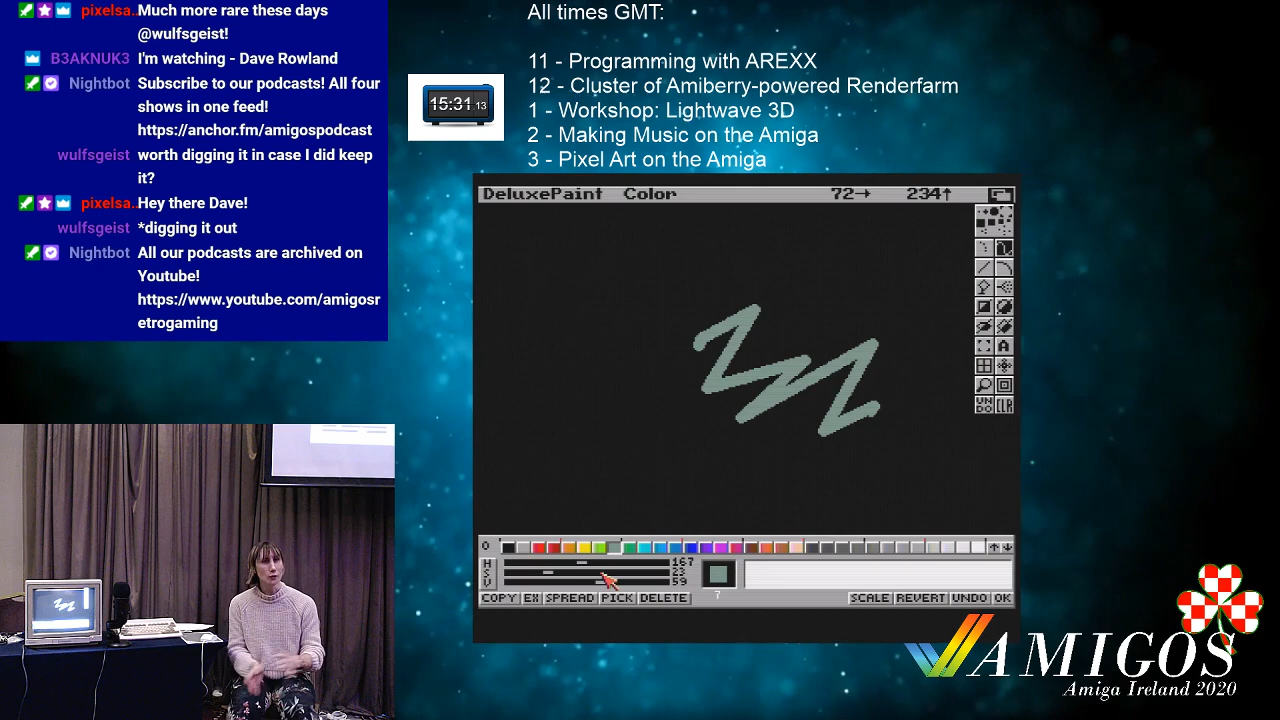 pixelsa.. Much more rare these days
@wulfsgeist!
B3AKNUK3 I'm watching - Dave Rowland
Nightbot Subscribe to our podcasts! All four
shows in one feed!
https://anchor.fm/amigospodcast
wulfsgeist worth digging it in case I did keep
it?
pixelsa.. Hey there Dave!
wulfsgeist *digging it out
Nightbot All our podcasts are archived on
Youtube!
https://www.youtube.com/amigosr
etrogaming
15:31 13
All times GMT:
11 - Programming with AREXX
12 - Cluster of Amiberry-powered Renderfarm
1 - Workshop: Lightwave 3D
2 - Making Music on the Amiga
3 - Pixel Art on the Amiga
DeluxePaint Color 72→ 234↑
A
UN
DO CLR
0
H 167
S 23
V 59
7
COPY EX SPREAD PICK DELETE SCALE REVERT UNDO OK
AMIGOS
Amiga Ireland 2020